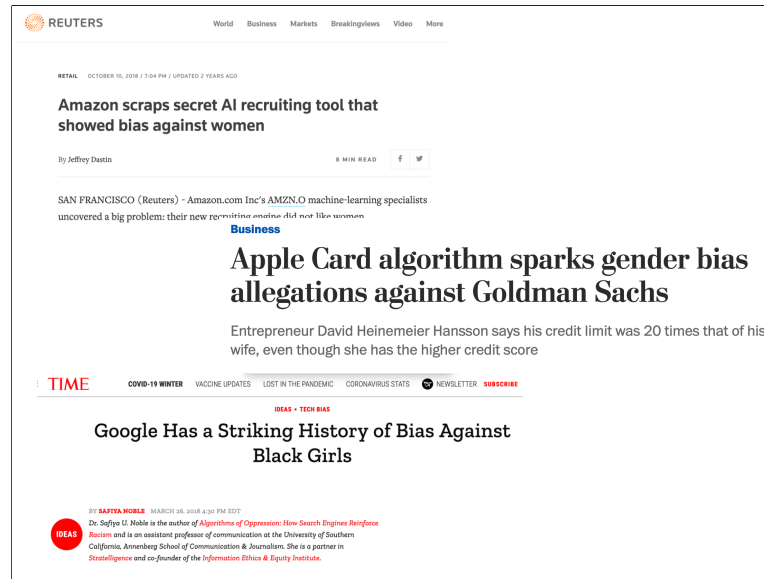 REUTERS
World Business Markets Breakingviews Video More
RETAIL OCTOBER 10, 2018 / 7:04 PM / UPDATED 2 YEARS AGO
Amazon scraps secret AI recruiting tool that
showed bias against women
By Jeffrey Dastin 8 MIN READ
SAN FRANCISCO (Reuters) - Amazon.com Inc's AMZN.O machine-learning specialists
uncovered a big problem: their new recruiting engine did not like women
Business
Apple Card algorithm sparks gender bias
allegations against Goldman Sachs
Entrepreneur David Heinemeier Hansson says his credit limit was 20 times that of his
wife, even though she has the higher credit score
TIME COVID-19 WINTER VACCINE UPDATES LOST IN THE PANDEMIC CORONAVIRUS STATS NEWSLETTER SUBSCRIBE
IDEAS • TECH BIAS
Google Has a Striking History of Bias Against
Black Girls
BY SAFIYA NOBLE MARCH 26, 2018 4:30 PM EDT
IDEAS
Dr. Safiya U. Noble is the author of Algorithms of Oppression: How Search Engines Reinforce
Racism and is an assistant professor of communication at the University of Southern
California, Annenberg School of Communication & Journalism. She is a partner in
Stratelligence and co-founder of the Information Ethics & Equity Institute.